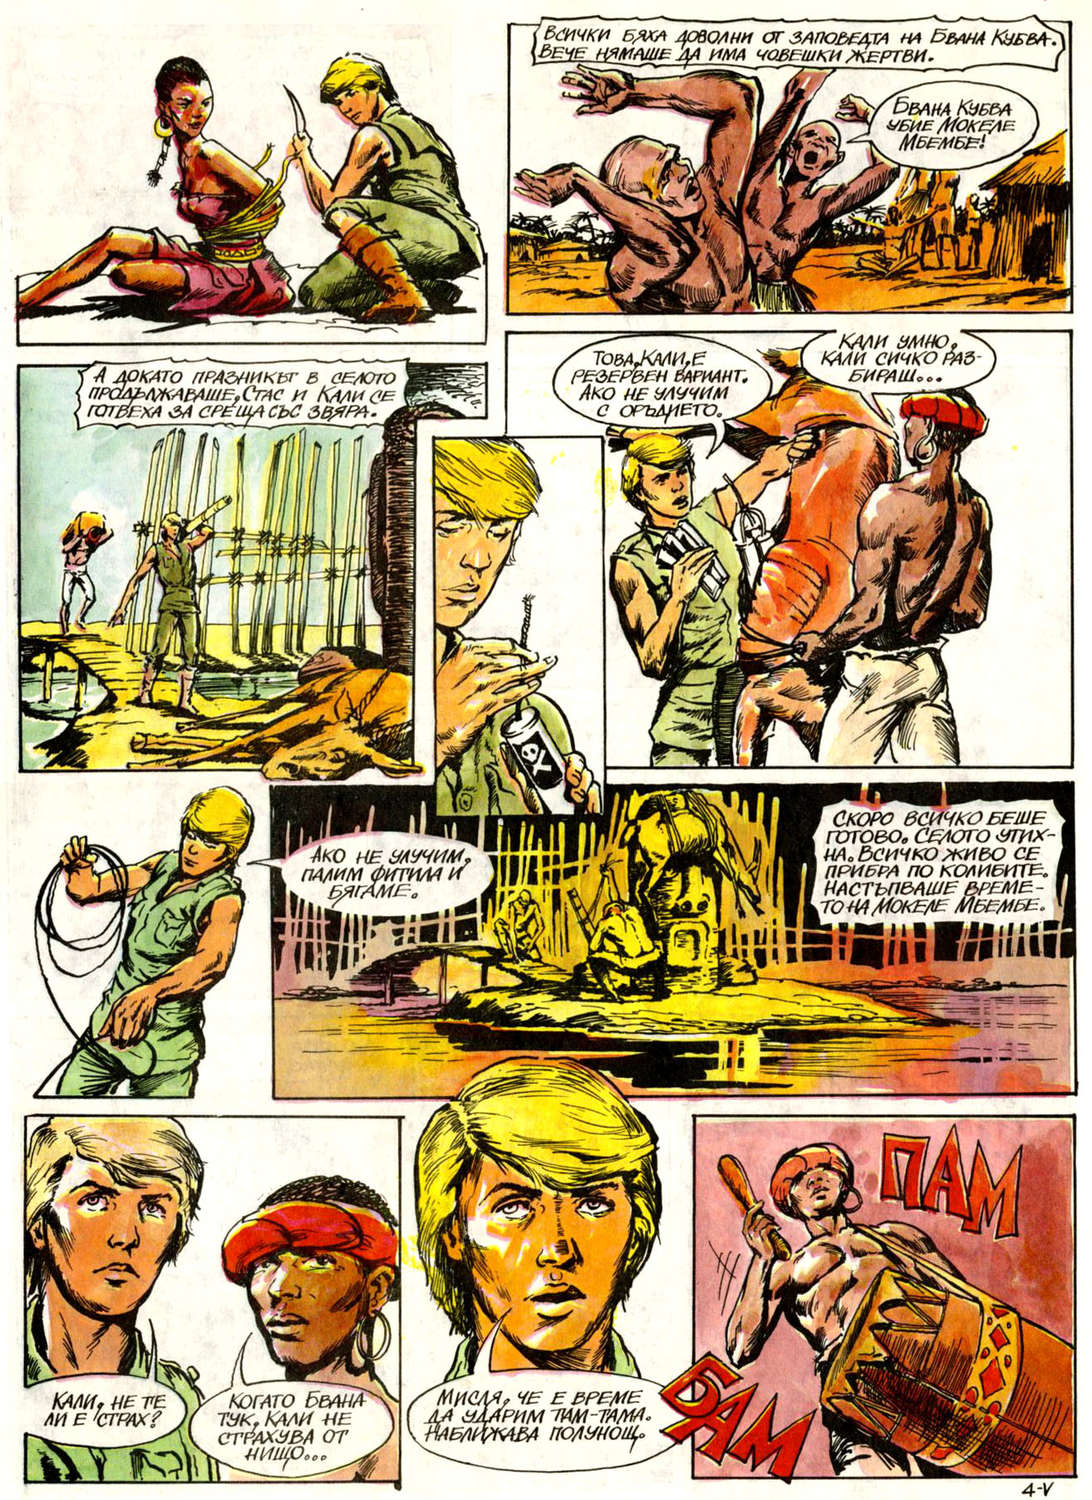 ВСИЧКИ БЯХА ДОВОЛНИ ОТ ЗАПОВЕДТА НА БВАНА КУБВА.
ВЕЧЕ НЯМАШЕ ДА ИМА ЧОВЕШКИ ЖЕРТВИ.
БВАНА КУБВА
УБИЕ МОКЕЛЕ
МБЕМБЕ!
А ДОКАТО ПРАЗНИКЪТ В СЕЛОТО
ПРОДЪЛЖАВАШЕ, СТАС И КАЛИ СЕ
ГОТВЕХА ЗА СРЕЩА СЪС ЗВЯРА.
ТОВА, КАЛИ, Е
РЕЗЕРВЕН ВАРИАНТ.
АКО НЕ УЛУЧИМ
С ОРЪДИЕТО.
КАЛИ УМНО,
КАЛИ СИЧКО РАЗ-
БИРАШ...
АКО НЕ УЛУЧИМ,
ПАЛИМ ФИТИЛА И
БЯГАМЕ.
СКОРО ВСИЧКО БЕШЕ
ГОТОВО. СЕЛОТО УТИХ-
НА. ВСИЧКО ЖИВО СЕ
ПРИБРА ПО КОЛИБИТЕ.
НАСТЪПВАШЕ ВРЕМЕ-
ТО НА МОКЕЛЕ МБЕМБЕ.
КАЛИ, НЕ ТЕ
ЛИ Е СТРАХ?
КОГАТО БВАНА
ТУК, КАЛИ НЕ
СТРАХУВА ОТ
НИЩО...
МИСЛЯ, ЧЕ Е ВРЕМЕ
ДА УДАРИМ ТАМ-ТАМА.
НАБЛИЖАВА ПОЛУНОЩ.
ПАМ
БАМ
4-V